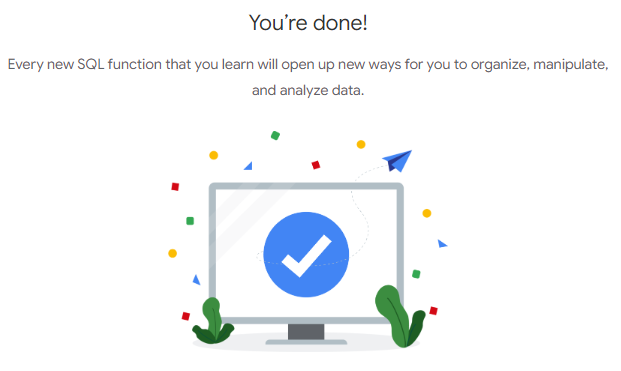 You’re done!
Every new SQL function that you learn will open up new ways for you to organize, manipulate,
and analyze data.